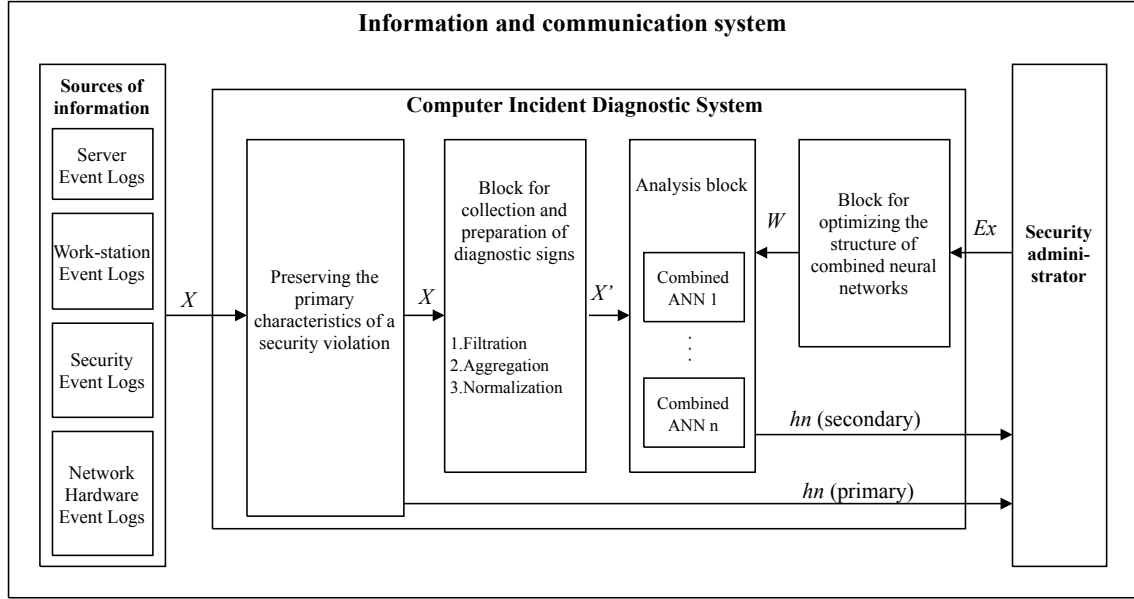 Information and communication system
Sources of
information
Server
Event Logs
Work-station
Event Logs
Security
Event Logs
Network
Hardware
Event Logs
X
Computer Incident Diagnostic System
Preserving the
primary
characteristics of a
security violation
X
Block for
collection and
preparation of
diagnostic signs
1.Filtration
2.Aggregation
3.Normalization
X’
Analysis block
Combined
ANN 1
.
.
.
Combined
ANN n
W
Block for
optimizing the
structure of
combined neural
networks
Ex
hn (secondary)
hn (primary)
Security
admini-
strator